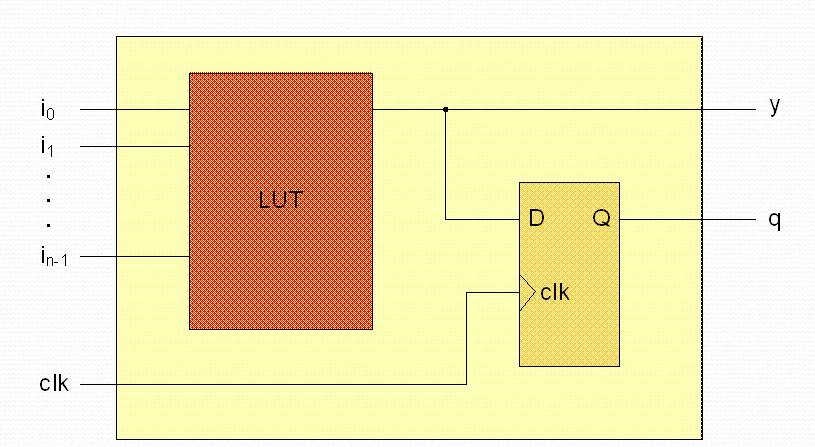 i0
y
i1
.
.
.
LUT
D Q
q
in-1
clk
clk